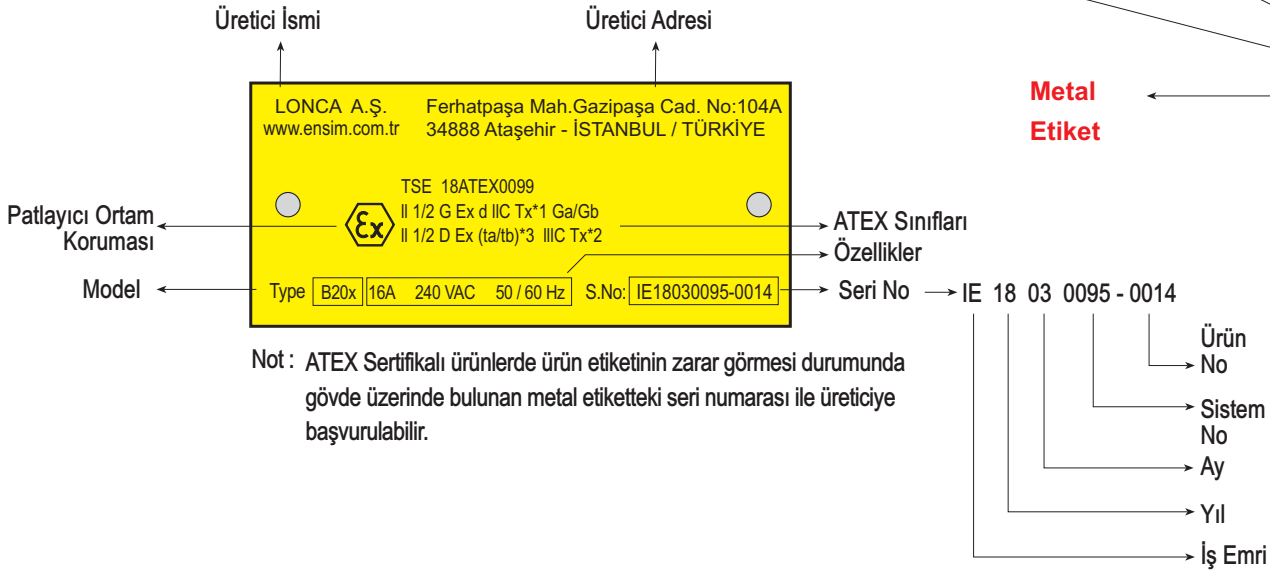 Üretici İsmi
Üretici Adresi
LONCA A.Ş.
www.ensim.com.tr
Ferhatpaşa Mah.Gazipaşa Cad. No:104A
34888 Ataşehir - İSTANBUL / TÜRKİYE
Metal
Etiket
TSE 18ATEX0099
II 1/2 G Ex d IIC Tx*1 Ga/Gb
II 1/2 D Ex (ta/tb)*3 IIIC Tx*2
Ex
Patlayıcı Ortam
Koruması
ATEX Sınıfları
Özellikler
Model
Type B20x 16A 240 VAC 50 / 60 Hz S.No: IE18030095-0014
Seri No
IE 18 03 0095 - 0014
Ürün
No
Sistem
No
Ay
Yıl
İş Emri
Not : ATEX Sertifikalı ürünlerde ürün etiketinin zarar görmesi durumunda
gövde üzerinde bulunan metal etiketteki seri numarası ile üreticiye
başvurulabilir.